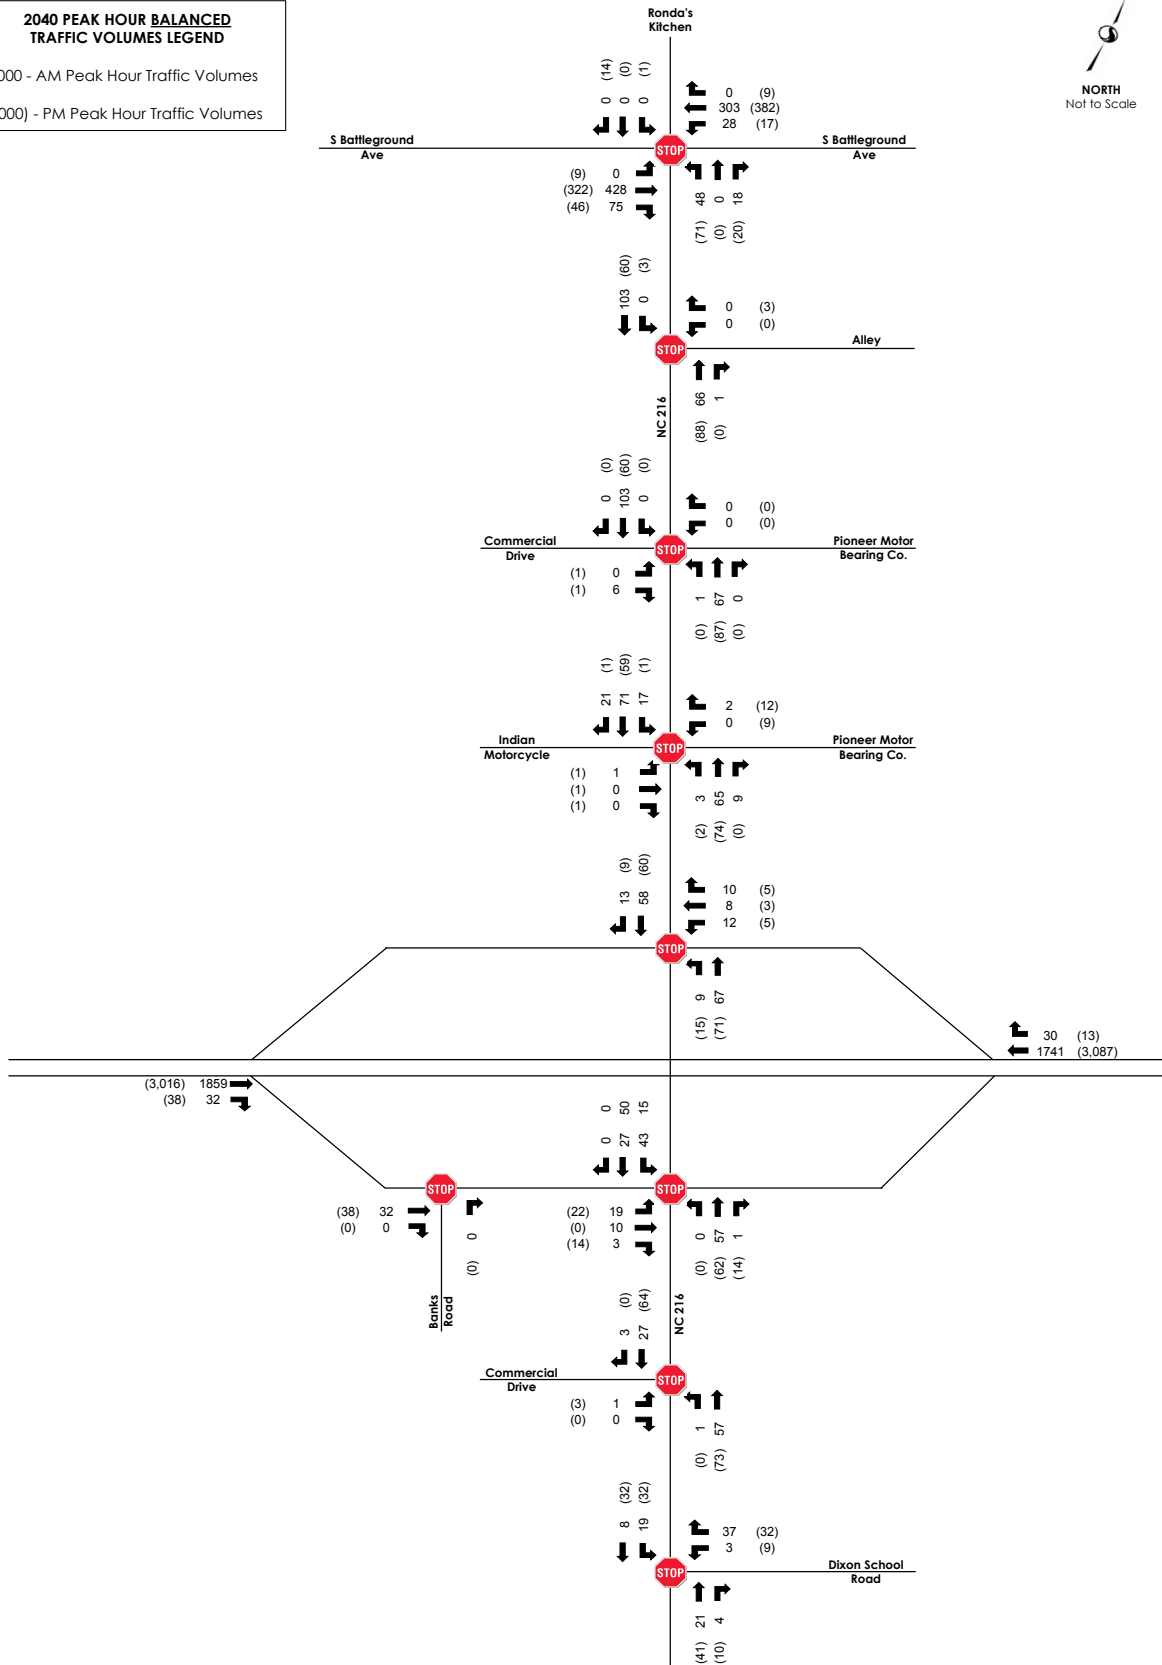 2040 PEAK HOUR BALANCED
TRAFFIC VOLUMES LEGEND
000 - AM Peak Hour Traffic Volumes
000) - PM Peak Hour Traffic Volumes
Ronda's
Kitchen
NORTH
Not to Scale
(14) (0) (1)
0 0 0
0 (9)
303 (382)
28 (17)
S Battleground
Ave
STOP
S Battleground
Ave
(9) 0
(322) 428
(46) 75
48 0 18
(71) (0) (20)
(60) (3)
103 0
0 (3)
0 (0)
STOP
Alley
66 1
(88) (0)
NC 216
(0) (60) (0)
0 103 0
0 (0)
0 (0)
Commercial
Drive
STOP
Pioneer Motor
Bearing Co.
(1) 0
(1) 6
1 67 0
(0) (87) (0)
(1) (59) (1)
21 71 17
2 (12)
0 (9)
Indian
Motorcycle
STOP
Pioneer Motor
Bearing Co.
(1) 1
(1) 0
(1) 0
3 65 9
(2) (74) (0)
(9) (60)
13 58
10 (5)
8 (3)
12 (5)
STOP
9 67
(15) (71)
30 (13)
1741 (3,087)
(3,016) 1859
(38) 32
0 50 15
0 27 43
STOP
STOP
(38) 32
(0) 0
0
(0)
(22) 19
(0) 10
(14) 3
0 57 1
(0) (62) (14)
Banks
Road
NC 216
(0) (64)
3 27
Commercial
Drive
STOP
(3) 1
(0) 0
1 57
(0) (73)
(32) (32)
8 19
37 (32)
3 (9)
STOP
Dixon School
Road
21 4
(41) (10)